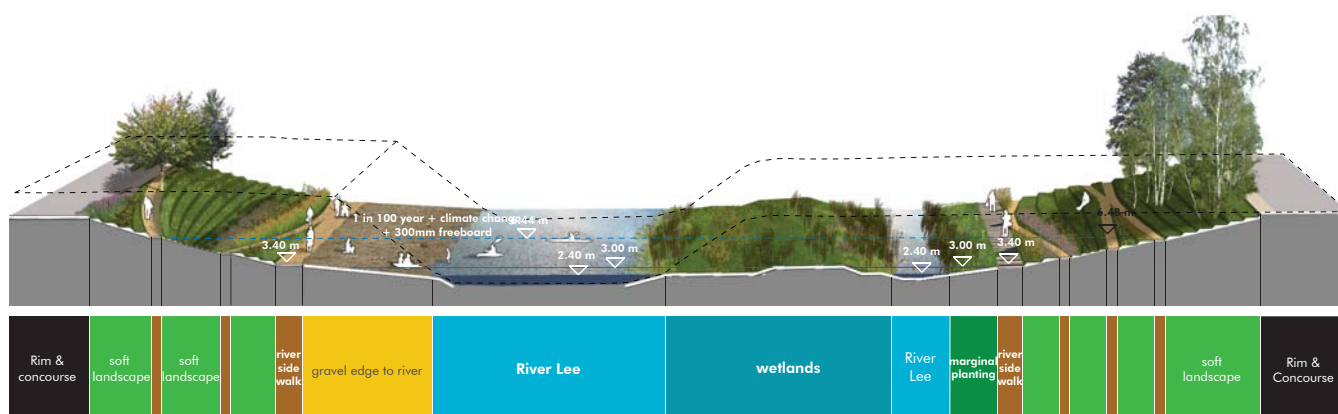 1 in 100 year + climate change
+ 300mm freeboard
3.40 m
2.40 m
3.00 m
2.40 m
3.00 m
3.40 m
6.48 m
Rim &
concourse
soft
landscape
soft
landscape
river
side
walk
gravel edge to river
River Lee
wetlands
River
Lee
marginal
planting
river
side
walk
soft
landscape
Rim &
Concourse